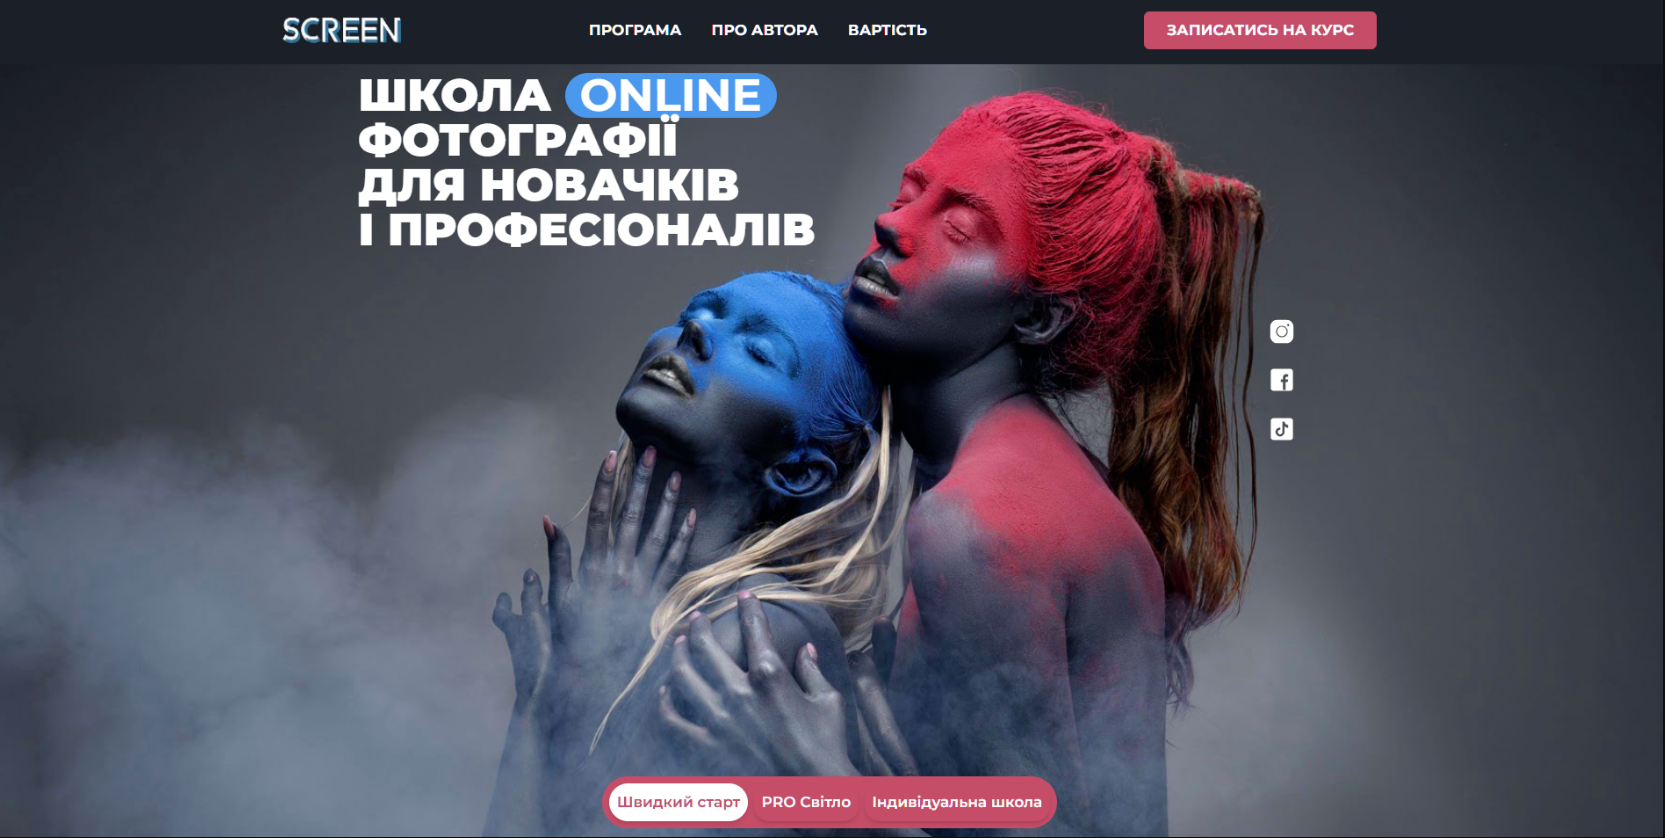 SCREEN
ПРОГРАМА ПРО АВТОРА ВАРТІСТЬ
ЗАПИСАТИСЬ НА КУРС
ШКОЛА ONLINE
ФОТОГРАФІЇ
ДЛЯ НОВАЧКІВ
І ПРОФЕСІОНАЛІВ
Швидкий старт PRO Світло Індивідуальна школа